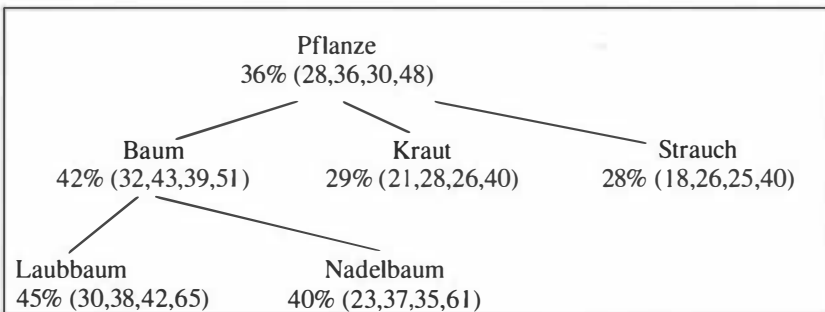 Pflanze
36% (28,36,30,48)
Baum Kraut Strauch
42% (32,43,39,51) 29% (21,28,26,40) 28% (18,26,25,40)
Laubbaum Nadelbaum
45% (30,38,42,65) 40% (23,37,35,61)